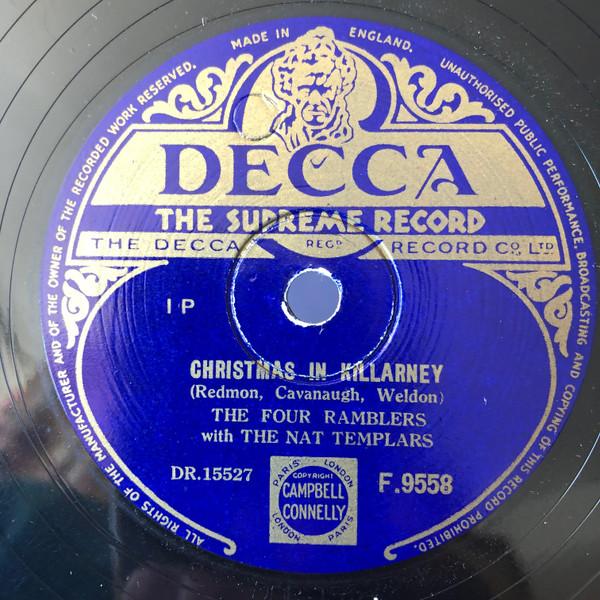 ALL RIGHTS OF THE MANUFACTURER AND OF THE OWNER OF THE RECORDED WORK RESERVED. MADE IN ENGLAND. UNAUTHORISED PUBLIC PERFORMANCE, BROADCASTING AND COPYING OF THIS RECORD PROHIBITED.
DECCA
THE SUPREME RECORD
THE DECCA REGD RECORD CO. LTD
1P
CHRISTMAS IN KILLARNEY
(Redmon, Cavanaugh, Weldon)
THE FOUR RAMBLERS
with THE NAT TEMPLARS
DR.15527
PARIS LONDON
COPYRIGHT
CAMPBELL
CONNELLY
LONDON PARIS
F.9558